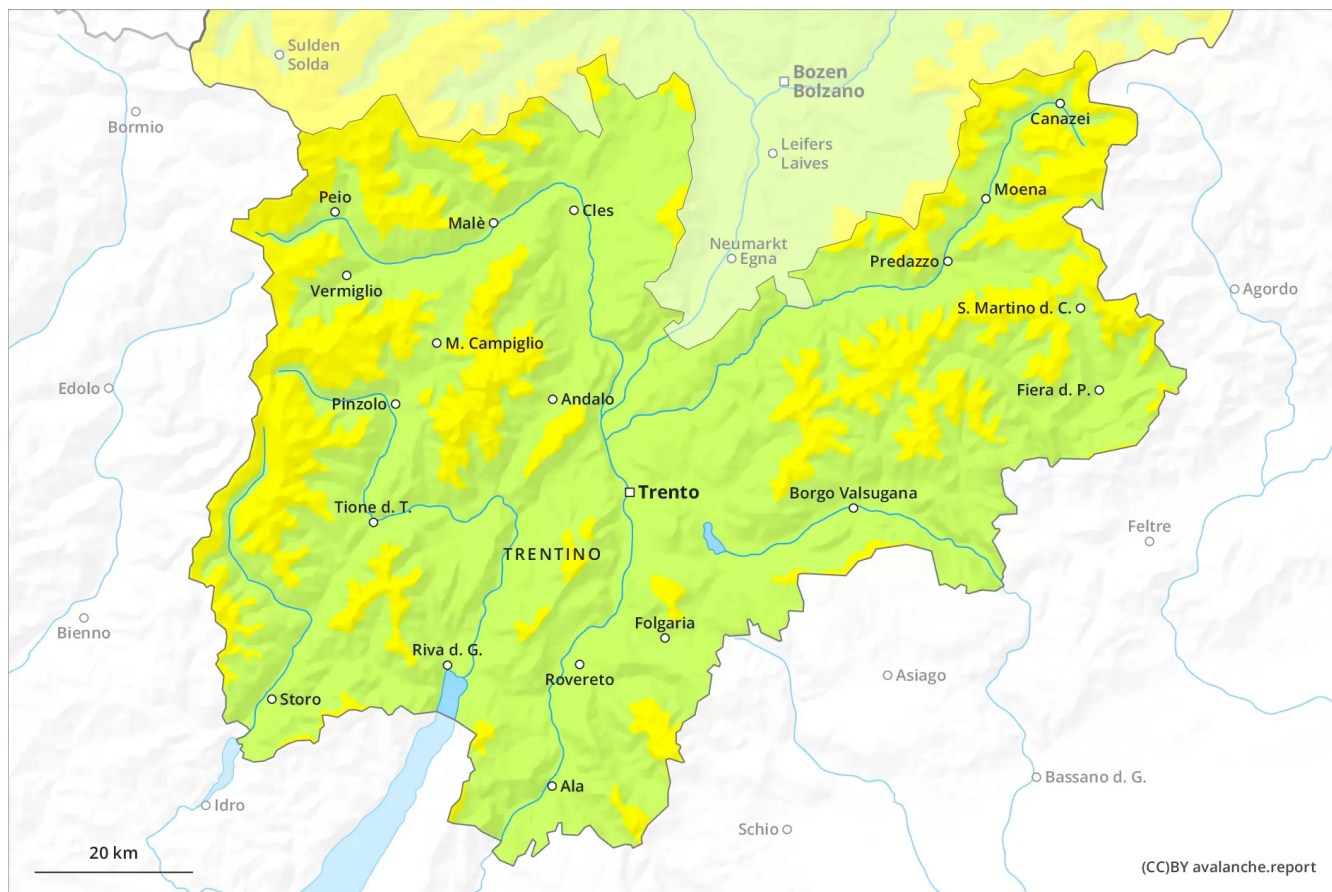 Sulden
Solda
Bozen
Bolzano
Bormio
Canazei
Leifers
Laives
Peio
Moena
Malè
Cles
Neumarkt
Egna
Predazzo
Vermiglio
Agordo
S. Martino d. C.
M. Campiglio
Edolo
Fiera d. P.
Andalo
Pinzolo
Trento
Borgo Valsugana
Tione d. T.
Feltre
TRENTINO
Bienno
Folgaria
Riva d. G.
Asiago
Rovereto
Storo
Bassano d. G.
Ala
Idro
Schio
20 km
(CC)BY avalanche.report